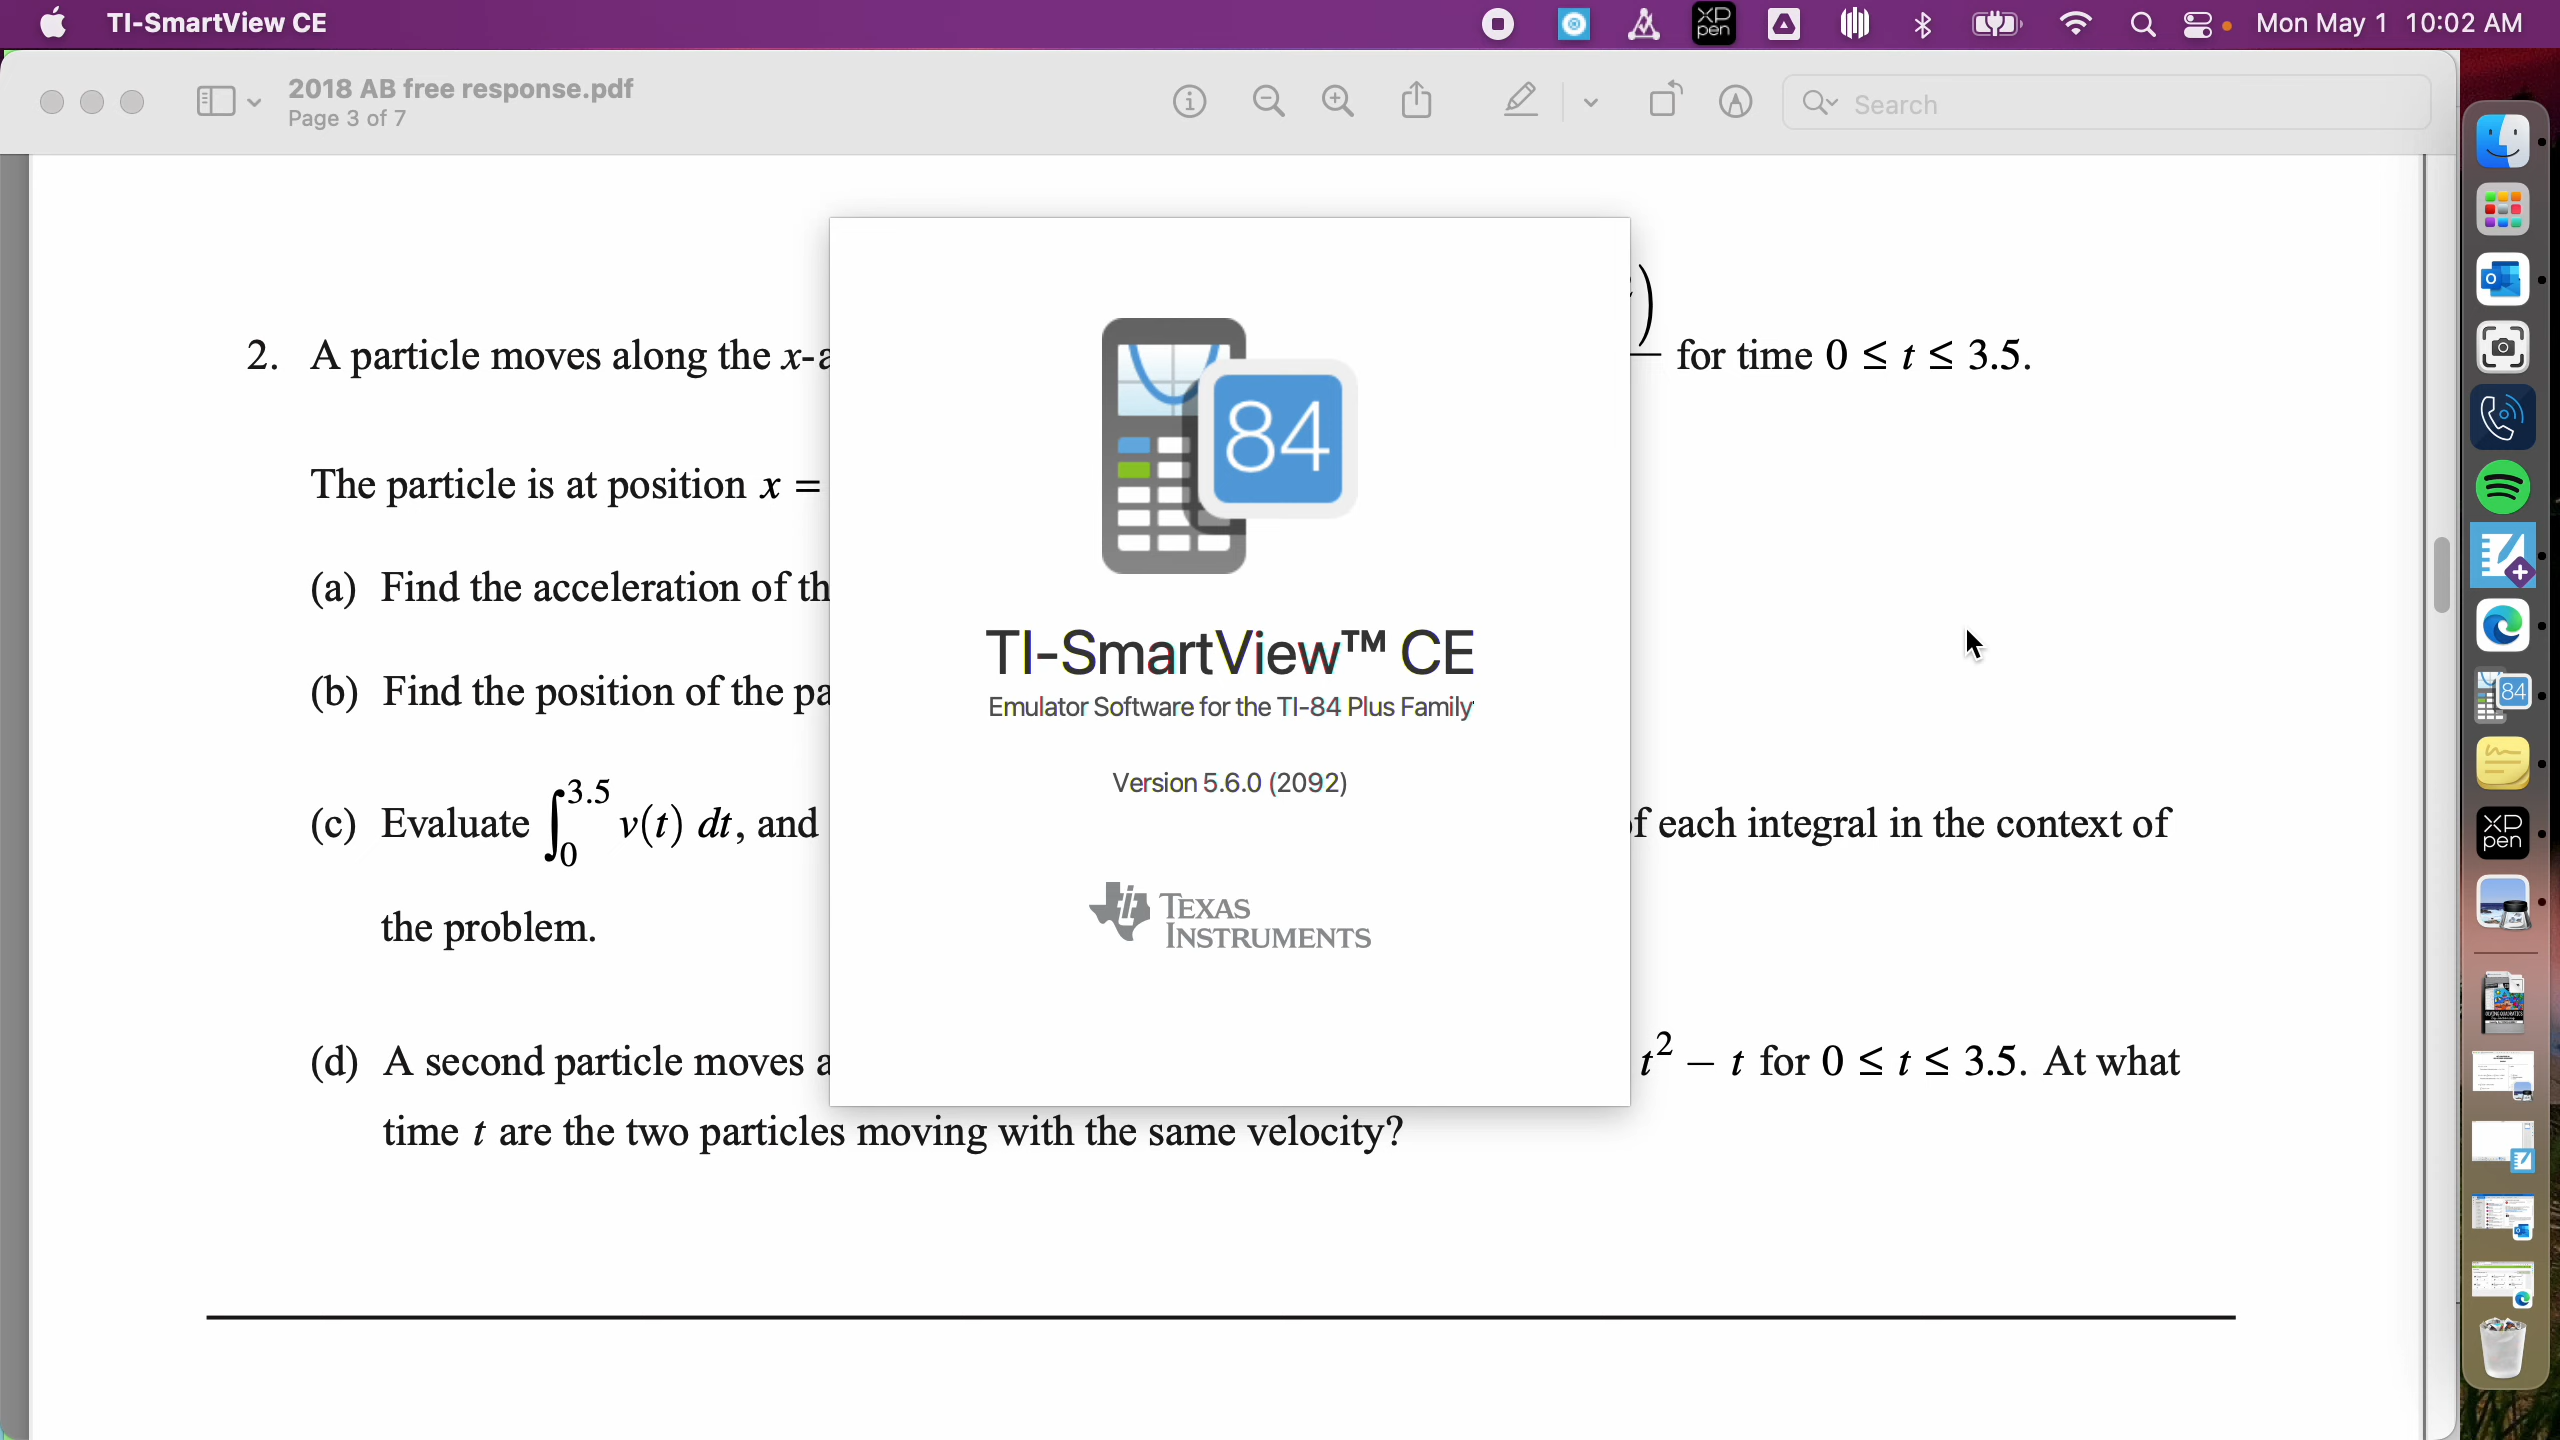 TI-SmartView CE
XP pen
Mon May 1 10:02 AM
2018 AB free response.pdf
Page 3 of 7
Search
2. A particle moves along the x-a
) for time 0 ≤ t ≤ 3.5.
The particle is at position x =
(a) Find the acceleration of th
(b) Find the position of the pa
(c) Evaluate ∫₀^3.5 v(t) dt, and
f each integral in the context of
the problem.
(d) A second particle moves a
t² − t for 0 ≤ t ≤ 3.5. At what
time t are the two particles moving with the same velocity?
84
TI-SmartView™ CE
Emulator Software for the TI-84 Plus Family
Version 5.6.0 (2092)
TEXAS
INSTRUMENTS
84
XP
pen